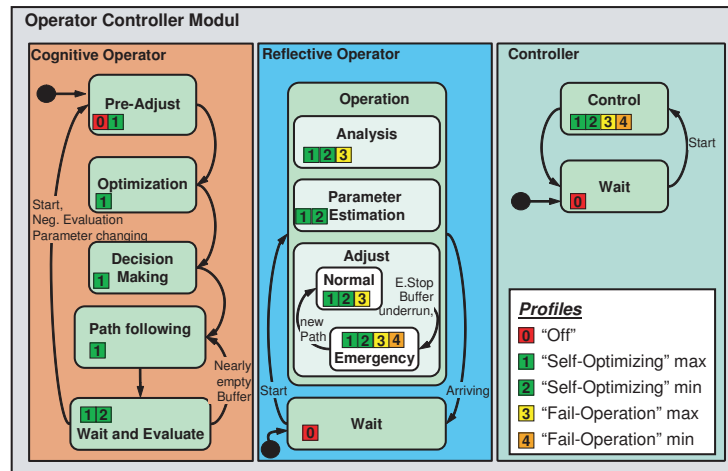 Operator Controller Modul
Cognitive Operator
Pre-Adjust
0 1
Optimization
1
Start,
Neg. Evaluation
Parameter changing
Decision
Making
1
Path following
1
Nearly
empty
Buffer
1 2
Wait and Evaluate
Reflective Operator
Operation
Analysis
1 2 3
Parameter
Estimation
1 2
Adjust
Normal
1 2 3
E.Stop
Buffer
underrun,
new
Path
1 2 3 4
Emergency
Start
Arriving
Wait
0
Controller
Control
1 2 3 4
Start
Wait
0
Profiles
0 "Off"
1 "Self-Optimizing" max
2 "Self-Optimizing" min
3 "Fail-Operation" max
4 "Fail-Operation" min